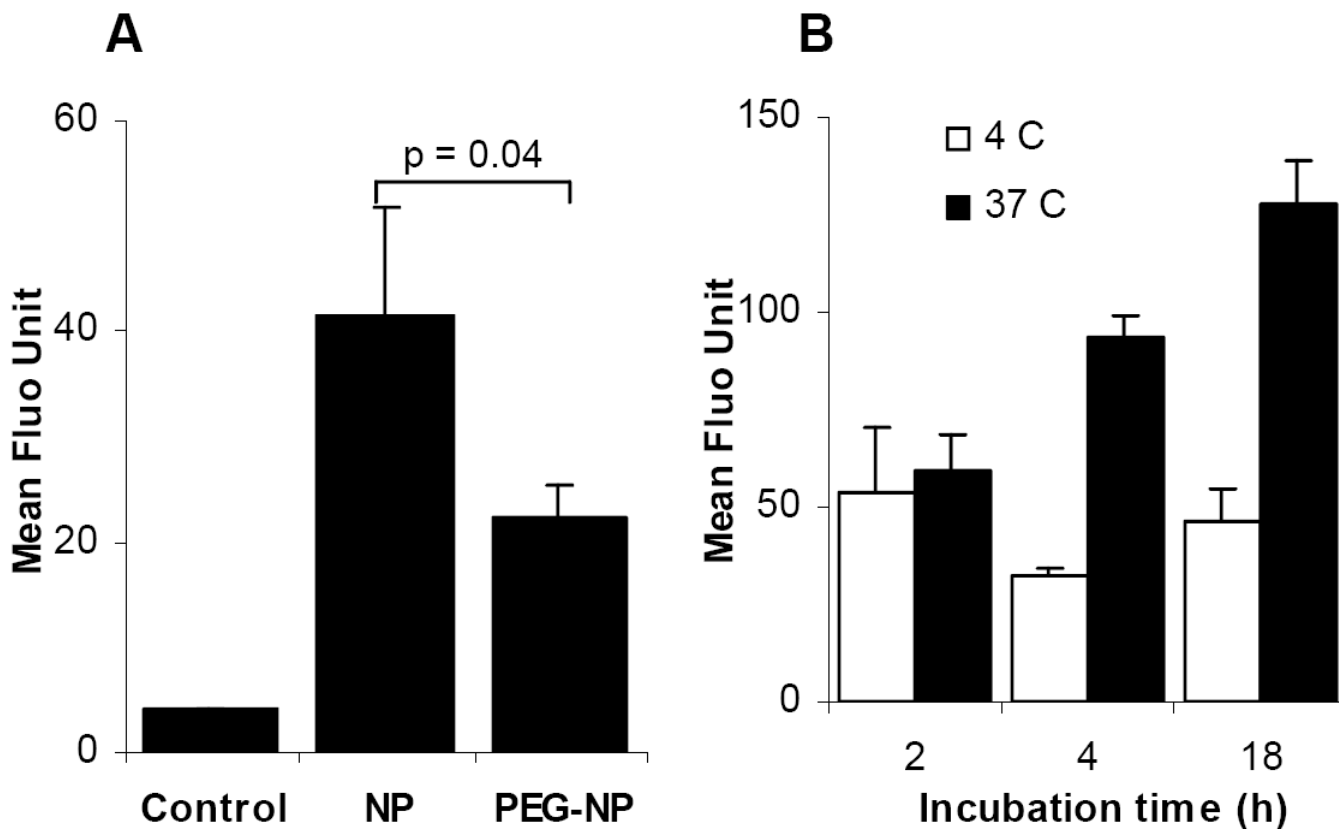 A
Mean Fluo Unit
60
40
20
0
p = 0.04
Control NP PEG-NP
B
Mean Fluo Unit
150
100
50
0
4 C
37 C
2 4 18
Incubation time (h)